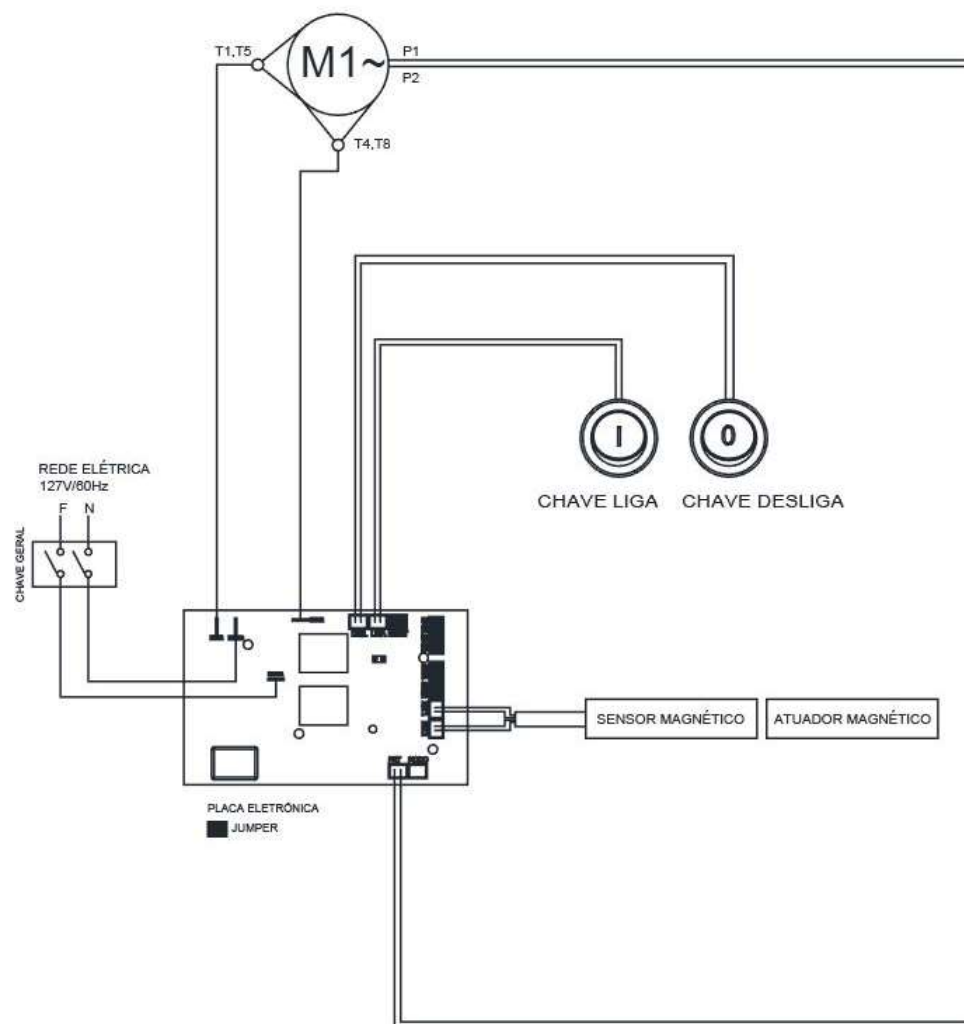 T1,T5
M1~
P1
P2
T4,T8
I
0
CHAVE LIGA
CHAVE DESLIGA
REDE ELÉTRICA
127V/60Hz
F
N
CHAVE GERAL
SENSOR MAGNÉTICO
ATUADOR MAGNÉTICO
PLACA ELETRÔNICA
JUMPER